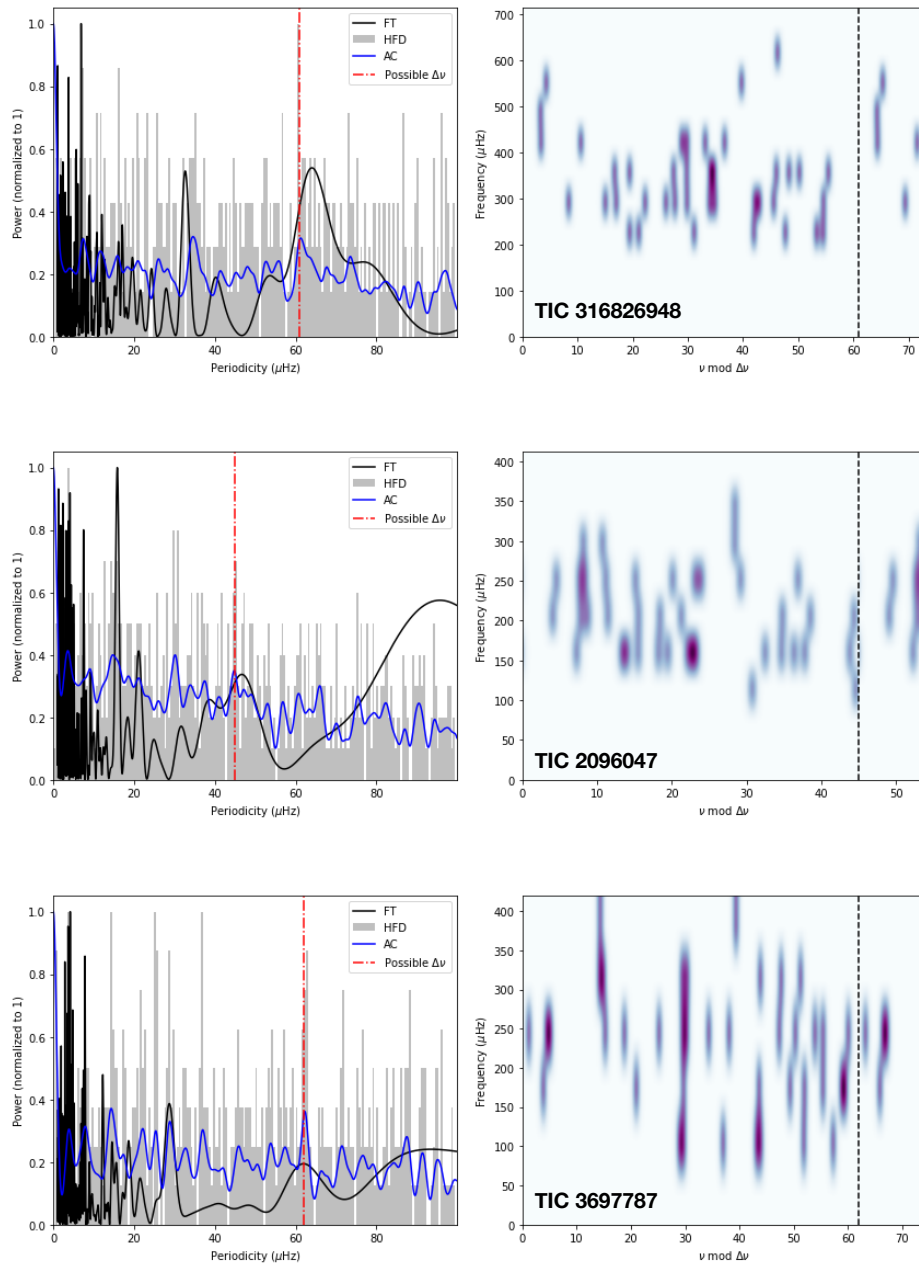 1.0
0.8
0.6
0.4
0.2
0.0
Power (normalized to 1)
FT
HFD
AC
Possible Δν
0 20 40 60 80
Periodicity (μHz)
700
600
500
400
300
200
100
0
Frequency (μHz)
TIC 316826948
0 10 20 30 40 50 60 70
ν mod Δν
1.0
0.8
0.6
0.4
0.2
0.0
Power (normalized to 1)
FT
HFD
AC
Possible Δν
0 20 40 60 80
Periodicity (μHz)
400
350
300
250
200
150
100
50
0
Frequency (μHz)
TIC 2096047
0 10 20 30 40 50
ν mod Δν
1.0
0.8
0.6
0.4
0.2
0.0
Power (normalized to 1)
FT
HFD
AC
Possible Δν
0 20 40 60 80
Periodicity (μHz)
400
350
300
250
200
150
100
50
0
Frequency (μHz)
TIC 3697787
0 10 20 30 40 50 60 70
ν mod Δν